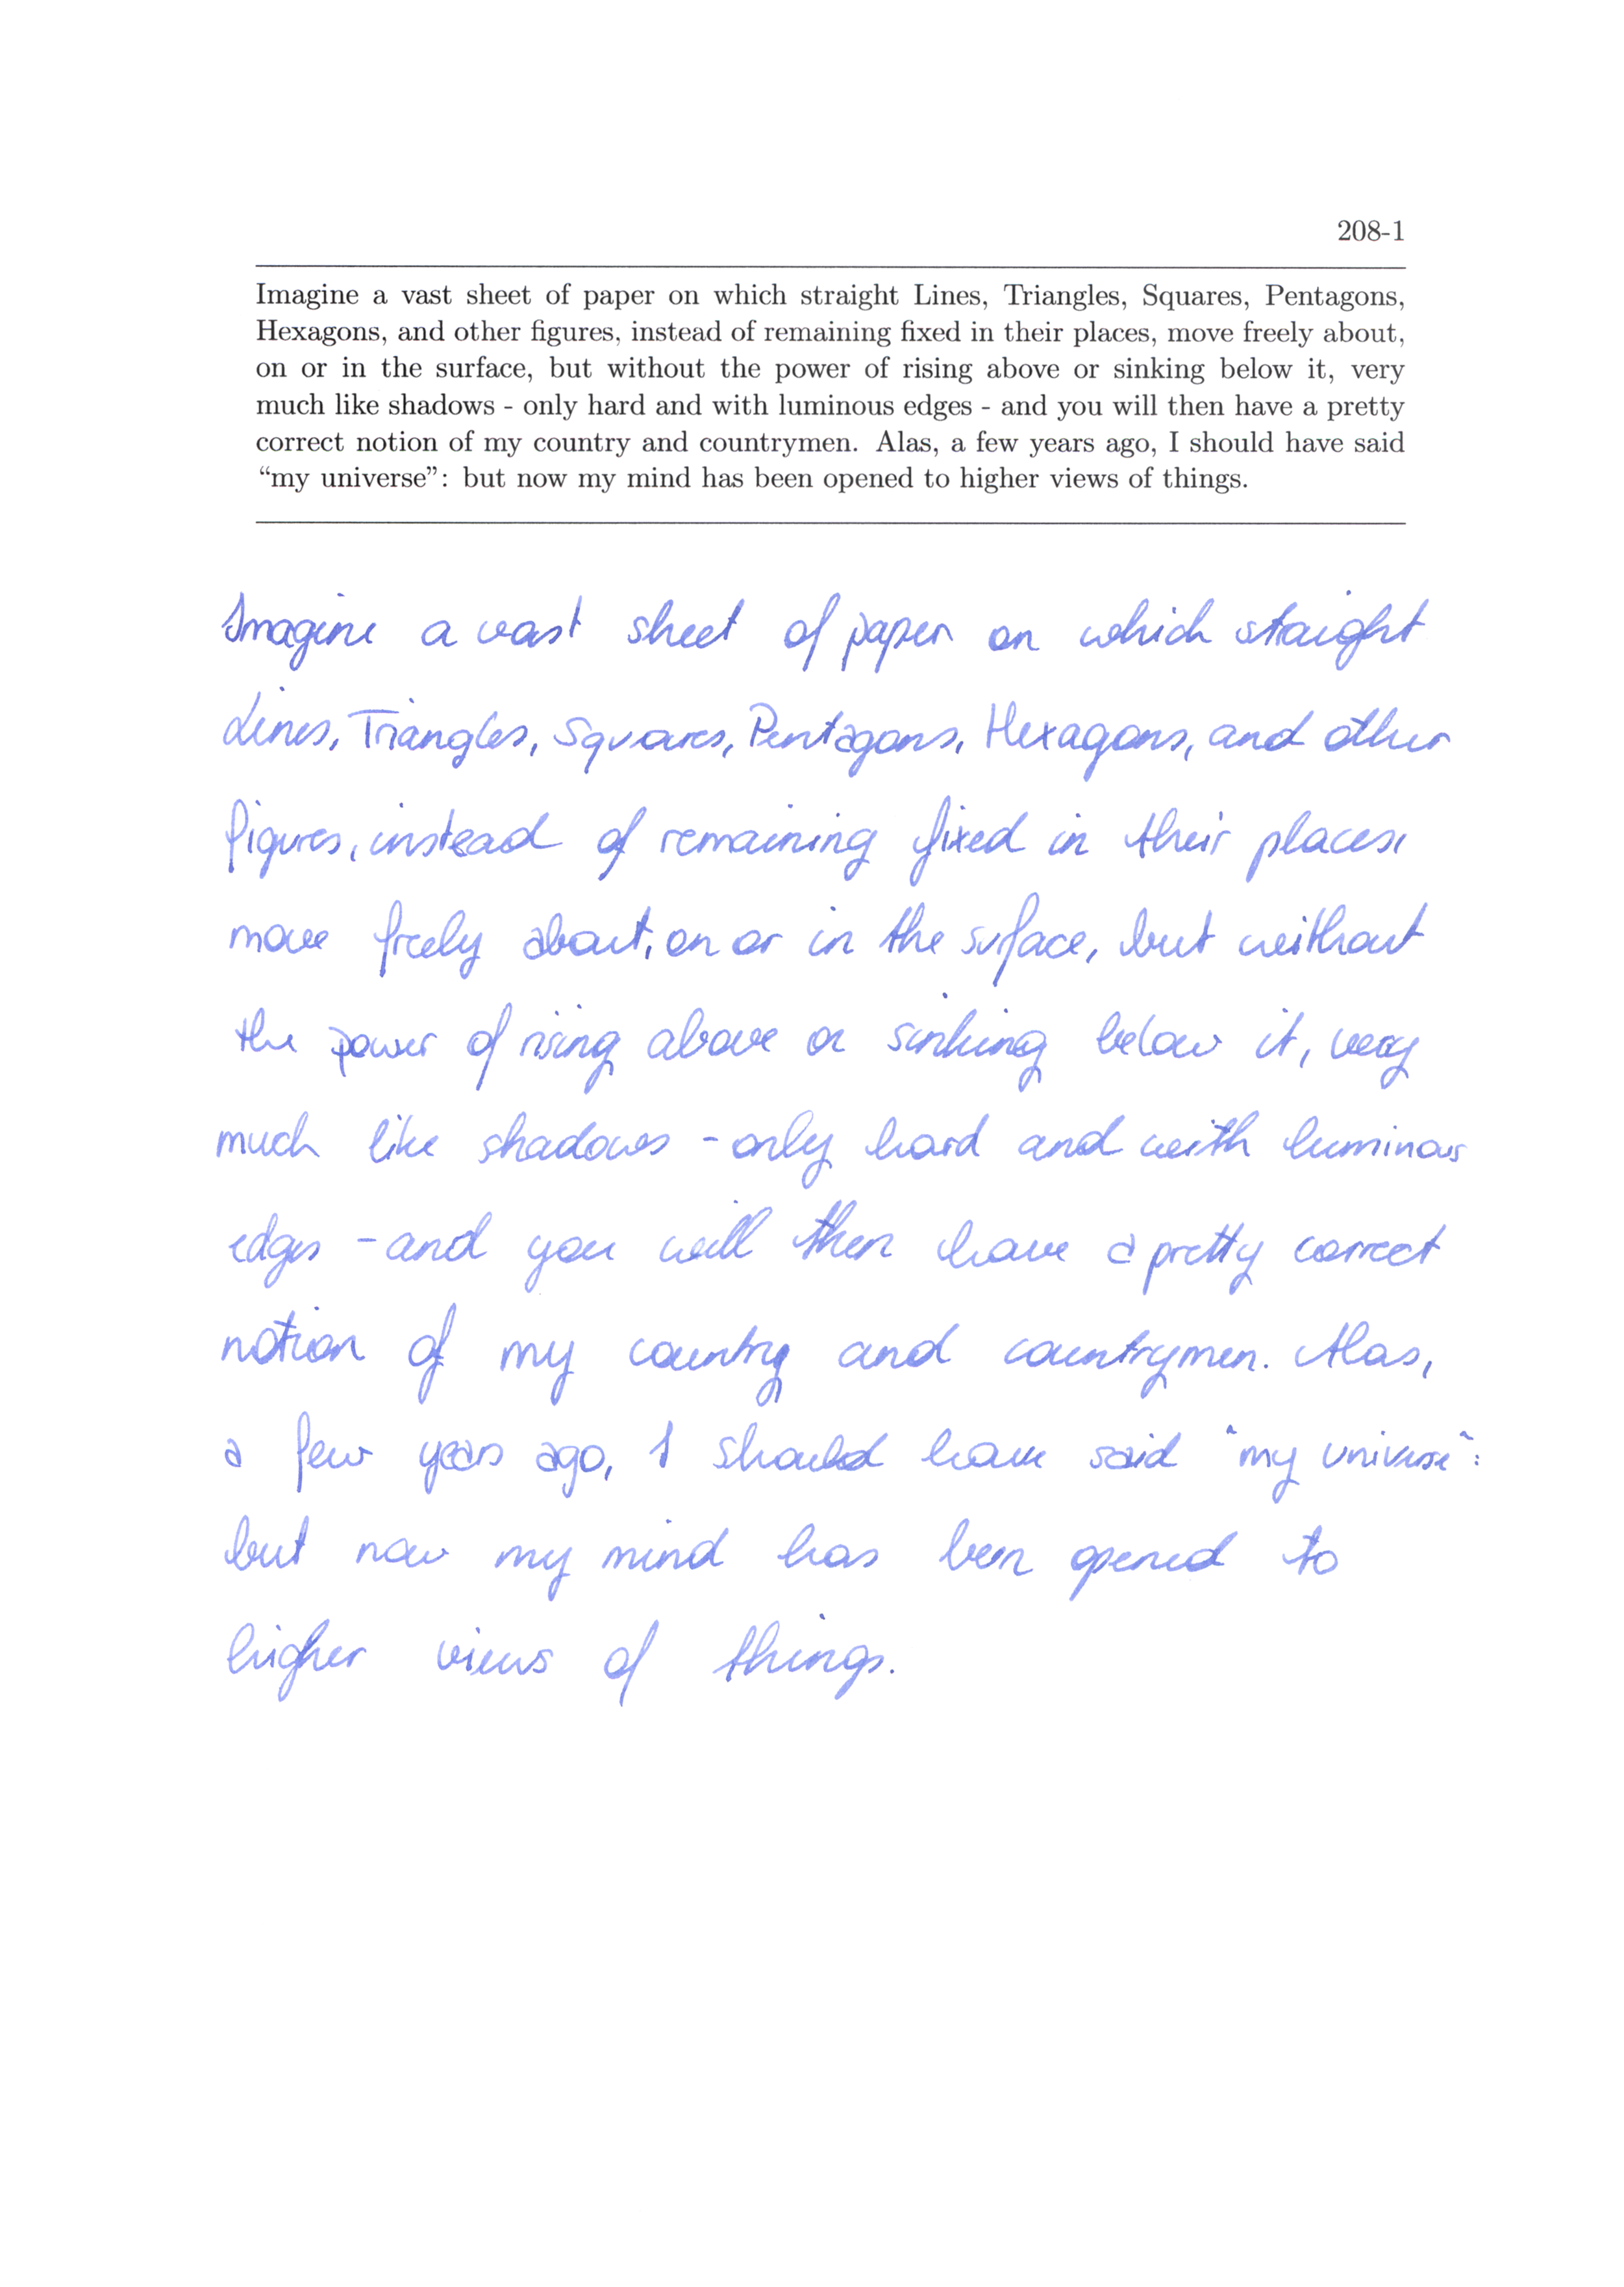 208-1
Imagine a vast sheet of paper on which straight Lines, Triangles, Squares, Pentagons,
Hexagons, and other figures, instead of remaining fixed in their places, move freely about,
on or in the surface, but without the power of rising above or sinking below it, very
much like shadows - only hard and with luminous edges - and you will then have a pretty
correct notion of my country and countrymen. Alas, a few years ago, I should have said
“my universe”: but now my mind has been opened to higher views of things.
Imagine a vast sheet of paper on which staight
Lines, Triangles, Squares, Pentagons, Hexagons, and other
figures, instead of remaining fixed in their places,
move freely about, on or in the surface, but without
the power of rising above or sinking below it, very
much like shadows - only hard and with luminous
edges - and you will then have a pretty correct
notion of my country and countrymen. Alas,
a few years ago, I should have said "my universe":
but now my mind has been opened to
higher views of things.